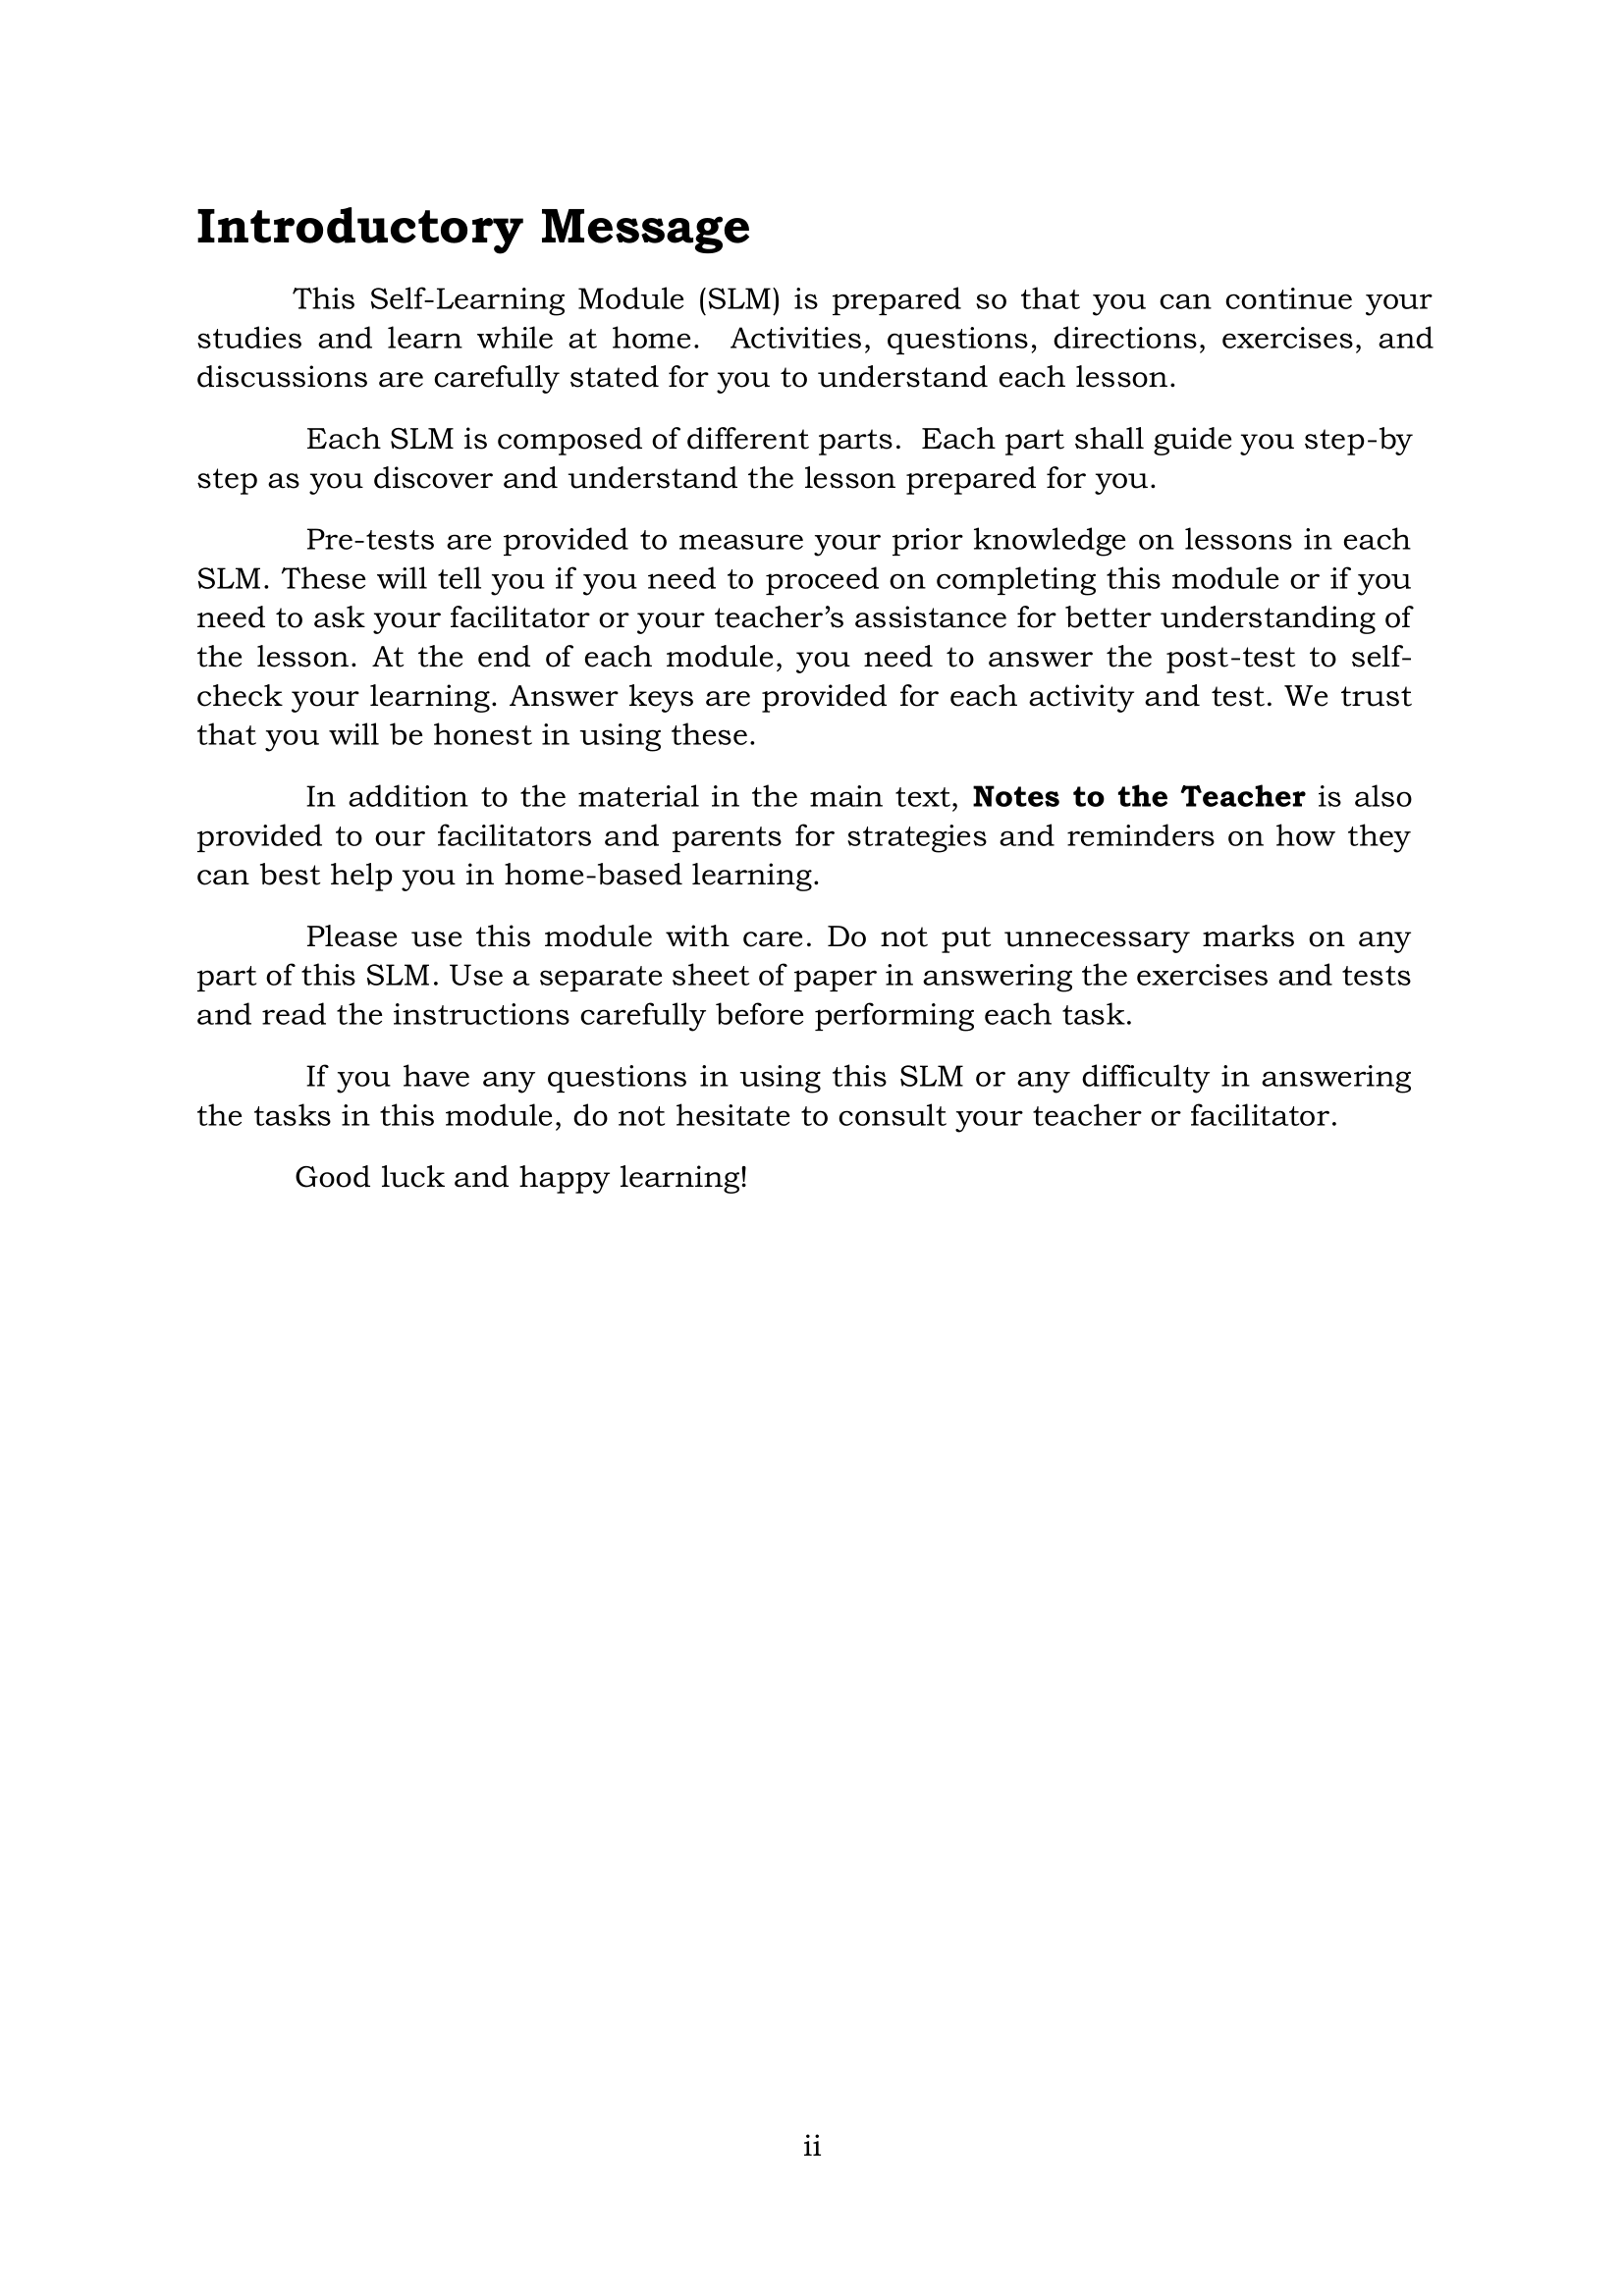 Introductory Message
This Self-Learning Module (SLM) is prepared so that you can continue your
studies and learn while at home.  Activities, questions, directions, exercises, and
discussions are carefully stated for you to understand each lesson.
Each SLM is composed of different parts.  Each part shall guide you step-by
step as you discover and understand the lesson prepared for you.
Pre-tests are provided to measure your prior knowledge on lessons in each
SLM. These will tell you if you need to proceed on completing this module or if you
need to ask your facilitator or your teacher’s assistance for better understanding of
the lesson. At the end of each module, you need to answer the post-test to self-
check your learning. Answer keys are provided for each activity and test. We trust
that you will be honest in using these.
In addition to the material in the main text, Notes to the Teacher is also
provided to our facilitators and parents for strategies and reminders on how they
can best help you in home-based learning.
Please use this module with care. Do not put unnecessary marks on any
part of this SLM. Use a separate sheet of paper in answering the exercises and tests
and read the instructions carefully before performing each task.
If you have any questions in using this SLM or any difficulty in answering
the tasks in this module, do not hesitate to consult your teacher or facilitator.
Good luck and happy learning!
ii